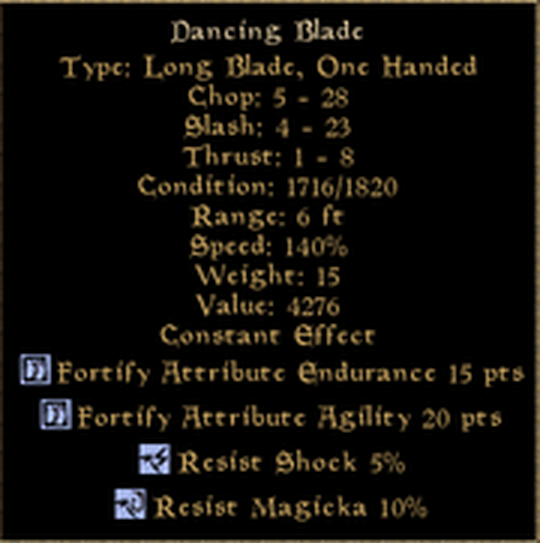 Dancing Blade
Type: Long Blade, One Handed
Chop: 5 - 28
Slash: 4 - 23
Thrust: 1 - 8
Condition: 1716/1820
Range: 6 ft
Speed: 140%
Weight: 15
Value: 4276
Constant Effect
Fortify Attribute Endurance 15 pts
Fortify Attribute Agility 20 pts
Resist Shock 5%
Resist Magicka 10%